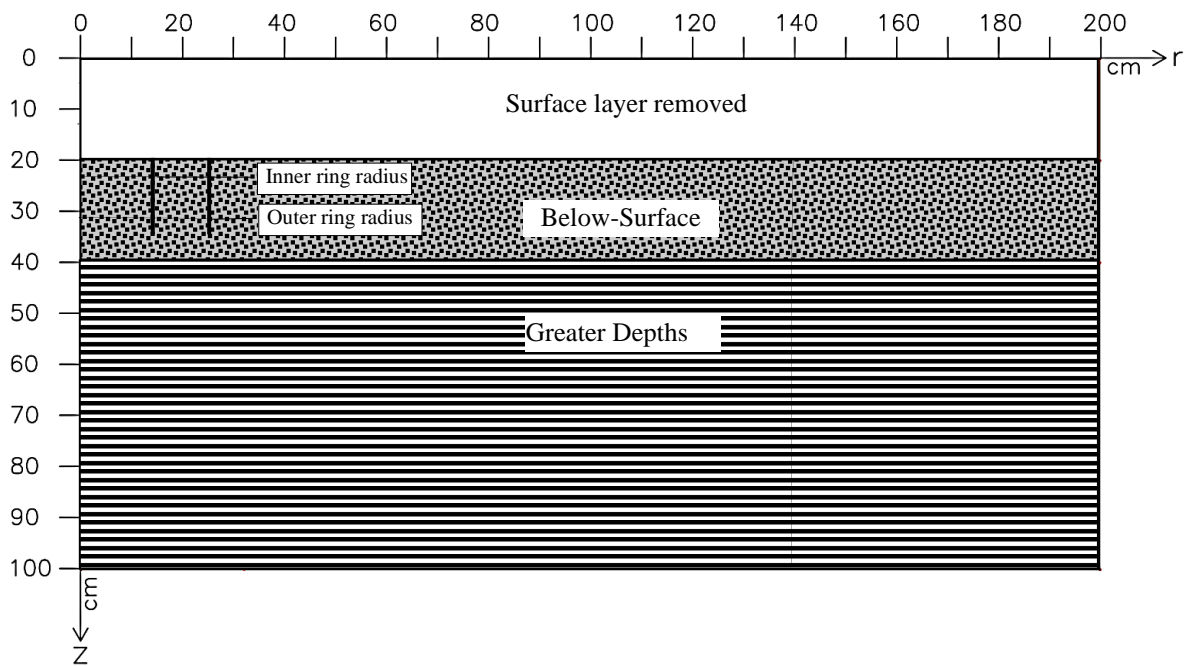 0 20 40 60 80 100 120 140 160 180 200
r
cm
0
Surface layer removed
10
20
Inner ring radius
30
Outer ring radius
Below-Surface
40
50
Greater Depths
60
70
80
90
100
cm
z